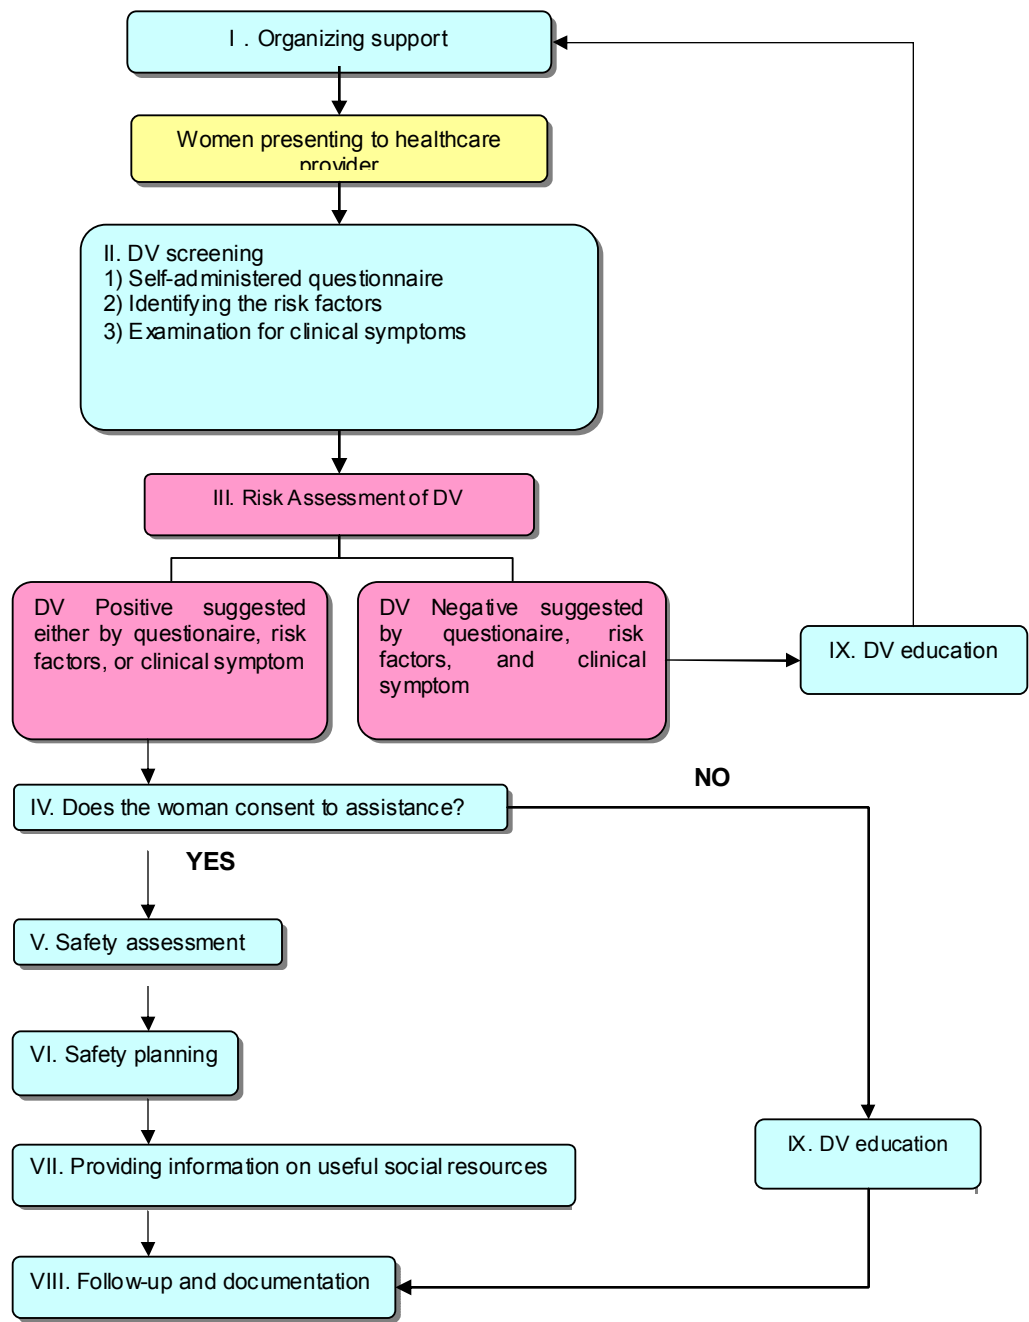 I . Organizing support
Women presenting to healthcare
provider
II. DV screening
1) Self-administered questionnaire
2) Identifying the risk factors
3) Examination for clinical symptoms
III. Risk Assessment of DV
DV Positive suggested
either by questionaire, risk
factors, or clinical symptom
DV Negative suggested
by questionaire, risk
factors, and clinical
symptom
IX. DV education
IV. Does the woman consent to assistance?
NO
YES
V. Safety assessment
VI. Safety planning
VII. Providing information on useful social resources
IX. DV education
VIII. Follow-up and documentation